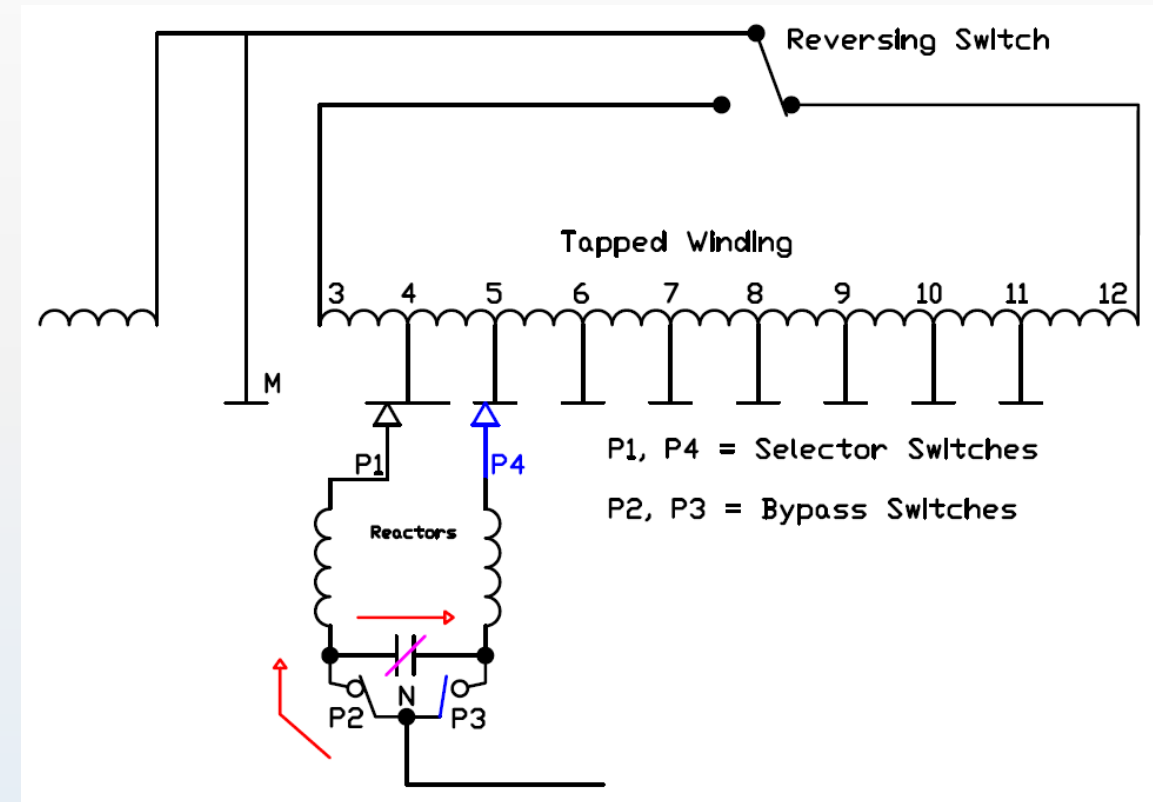 Reversing Switch
Tapped Winding
3 4 5 6 7 8 9 10 11 12
M
P1, P4 = Selector Switches
P1 P4
P2, P3 = Bypass Switches
Reactors
N
P2 P3